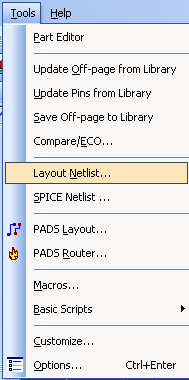 Tools
Part Editor
Update Off-page from Library
Update Pins from Library
Save Off-page to Library
Compare/ECO...
Layout Netlist...
SPICE Netlist ...
PADS Layout...
PADS Router...
Macros...
Basic Scripts
Customize...
Options... Ctrl+Enter